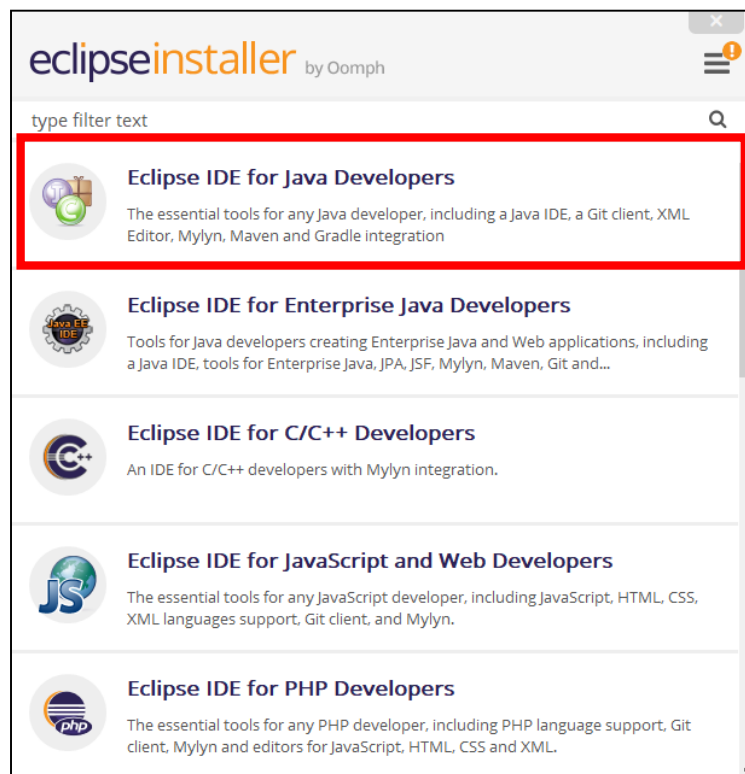 eclipseinstaller by Oomph
type filter text
Eclipse IDE for Java Developers
The essential tools for any Java developer, including a Java IDE, a Git client, XML
Editor, Mylyn, Maven and Gradle integration
Java EE
IDE
Eclipse IDE for Enterprise Java Developers
Tools for Java developers creating Enterprise Java and Web applications, including
a Java IDE, tools for Enterprise Java, JPA, JSF, Mylyn, Maven, Git and...
C++
Eclipse IDE for C/C++ Developers
An IDE for C/C++ developers with Mylyn integration.
JS
Eclipse IDE for JavaScript and Web Developers
The essential tools for any JavaScript developer, including JavaScript, HTML, CSS,
XML languages support, Git client, and Mylyn.
php
Eclipse IDE for PHP Developers
The essential tools for any PHP developer, including PHP language support, Git
client, Mylyn and editors for JavaScript, HTML, CSS and XML.